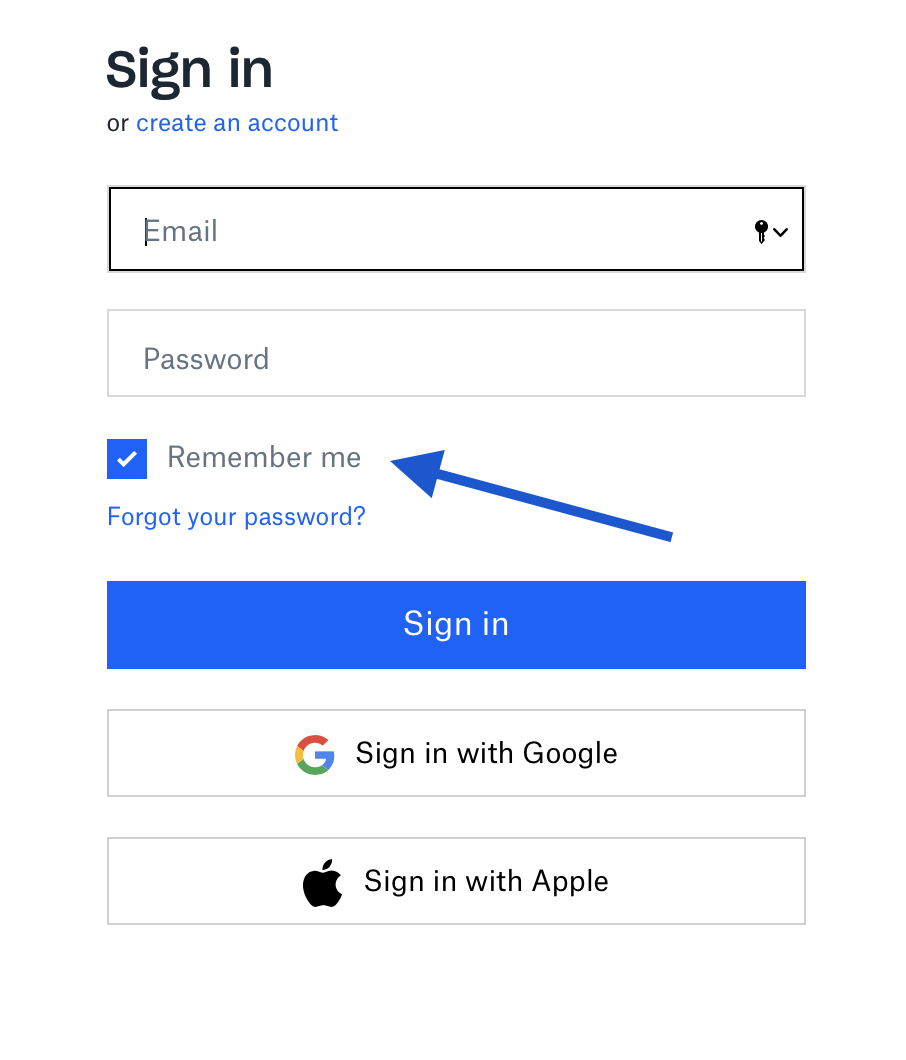 Sign in
or create an account
Email
Password
Remember me
Forgot your password?
Sign in
Sign in with Google
Sign in with Apple